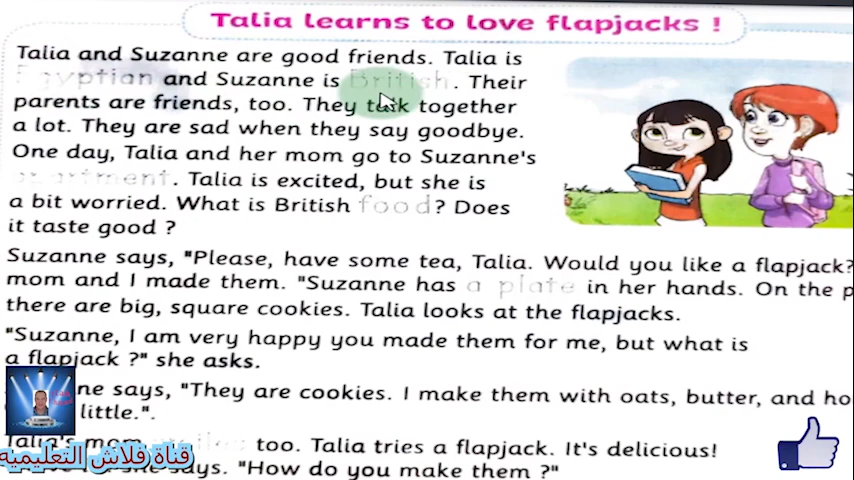 Talia learns to love flapjacks !
Talia and Suzanne are good friends. Talia is
Egyptian and Suzanne is British. Their
parents are friends, too. They talk together
a lot. They are sad when they say goodbye.
One day, Talia and her mom go to Suzanne's
apartment. Talia is excited, but she is
a bit worried. What is British food? Does
it taste good ?
Suzanne says, "Please, have some tea, Talia. Would you like a flapjack?
mom and I made them. "Suzanne has a plate in her hands. On the p
there are big, square cookies. Talia looks at the flapjacks.
"Suzanne, I am very happy you made them for me, but what is
a flapjack ?" she asks.
ne says, "They are cookies. I make them with oats, butter, and ho
little.".
Talia's mom smiles too. Talia tries a flapjack. It's delicious!
she says. "How do you make them ?"
قناة فلاش التعليمية